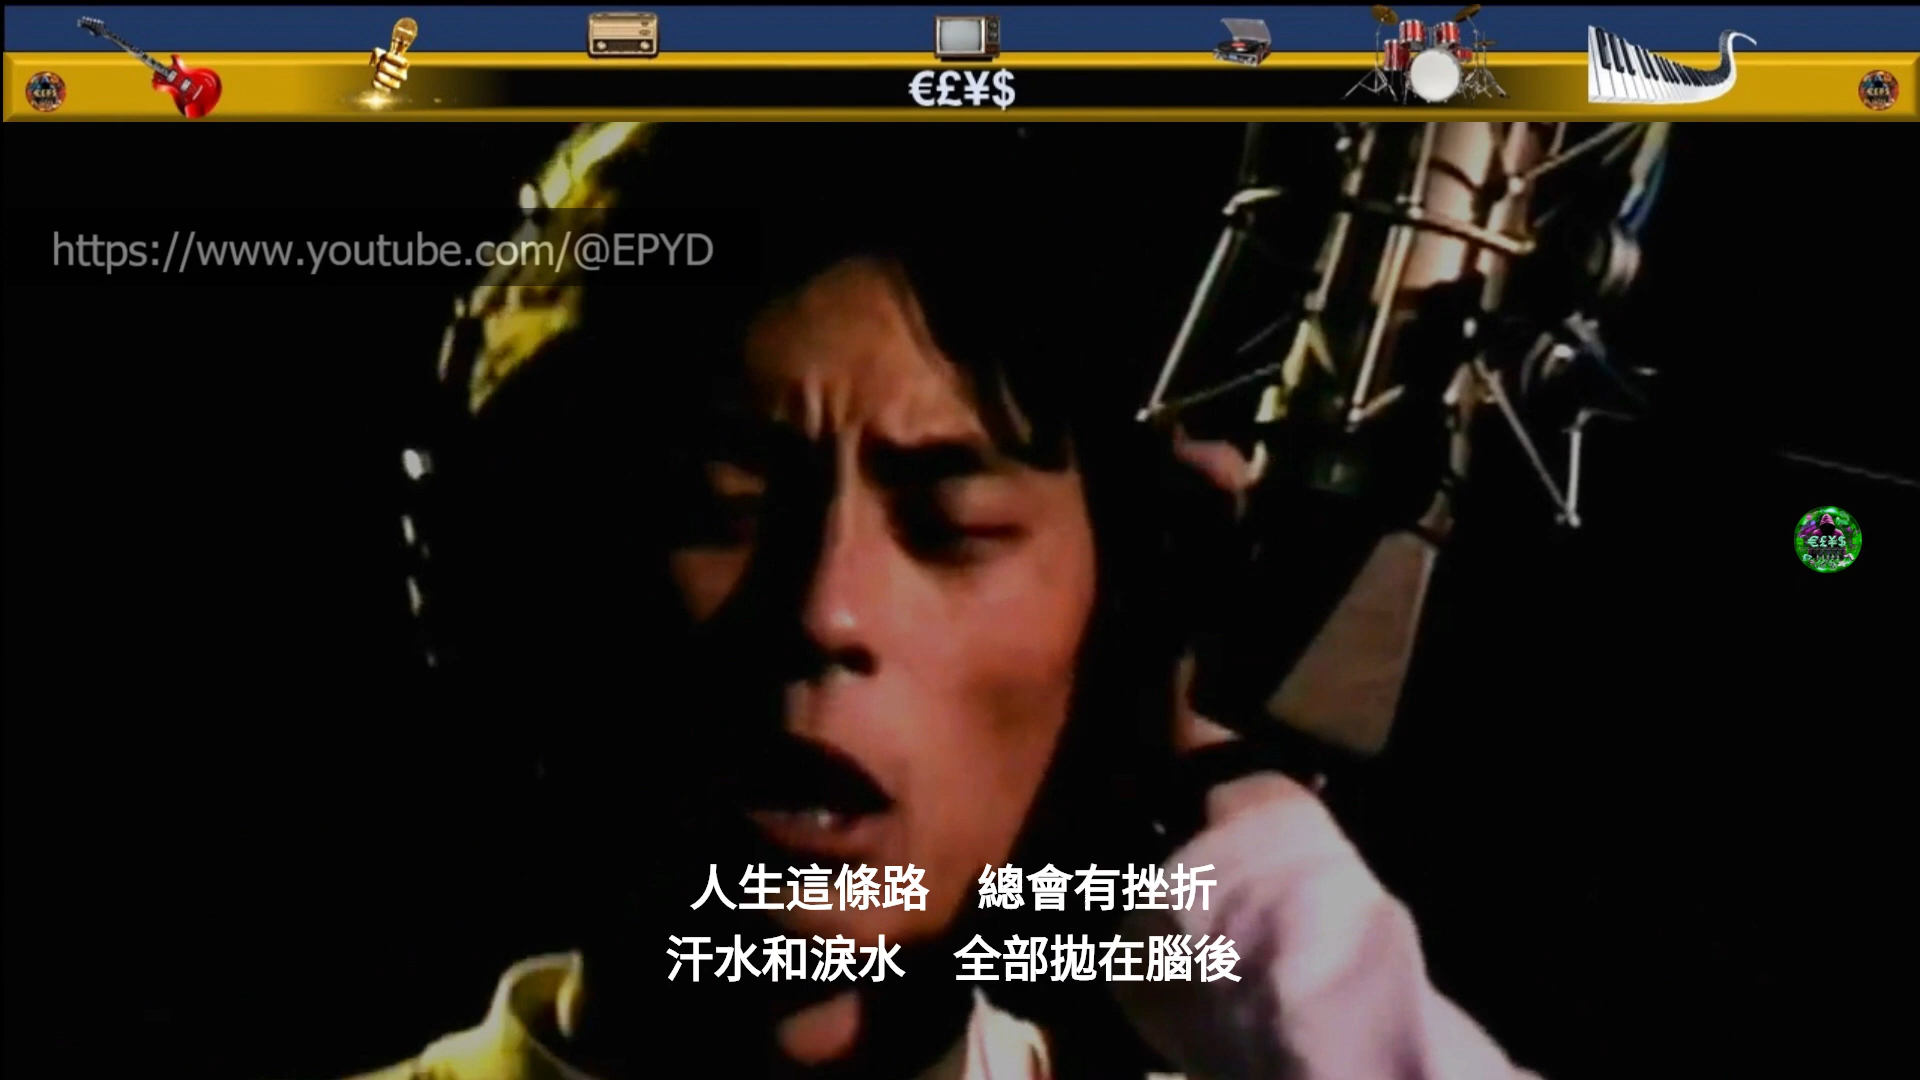 €£¥$
https://www.youtube.com/@EPYD
€£¥$
人生這條路　總會有挫折
汗水和淚水　全部拋在腦後